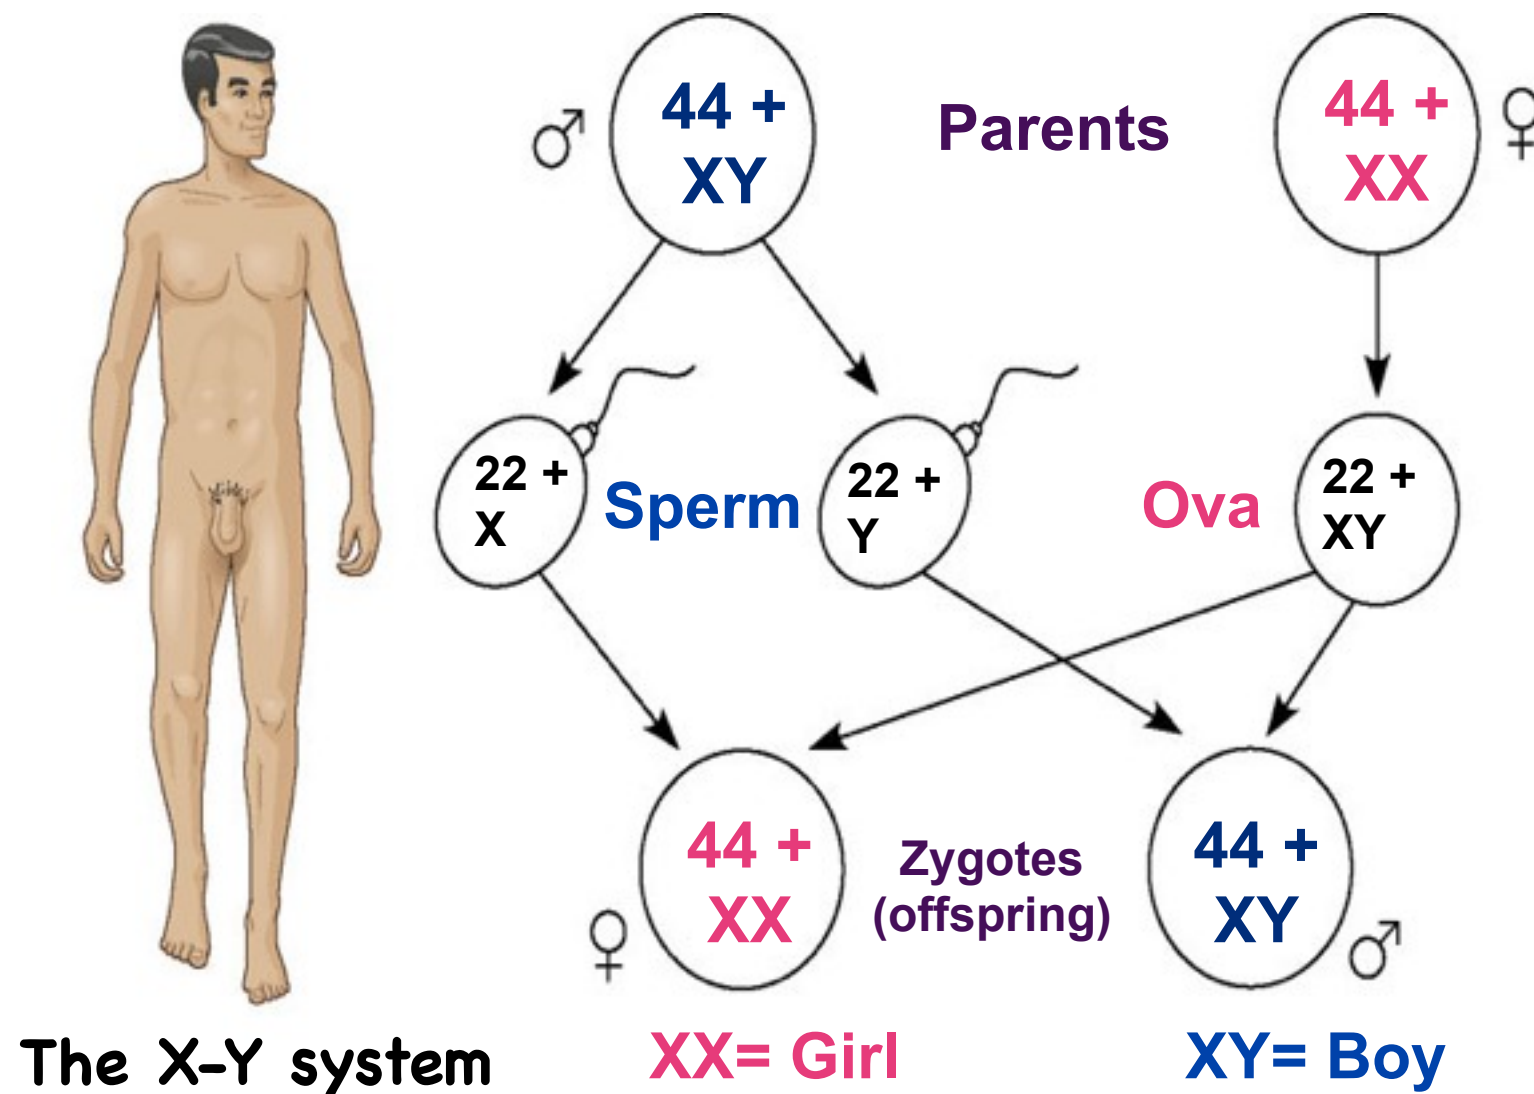 44 +
XY
Parents
44 +
XX
22 +
X
Sperm
22 +
Y
Ova
22 +
XY
44 +
XX
Zygotes
(offspring)
44 +
XY
The X-Y system
XX= Girl
XY= Boy